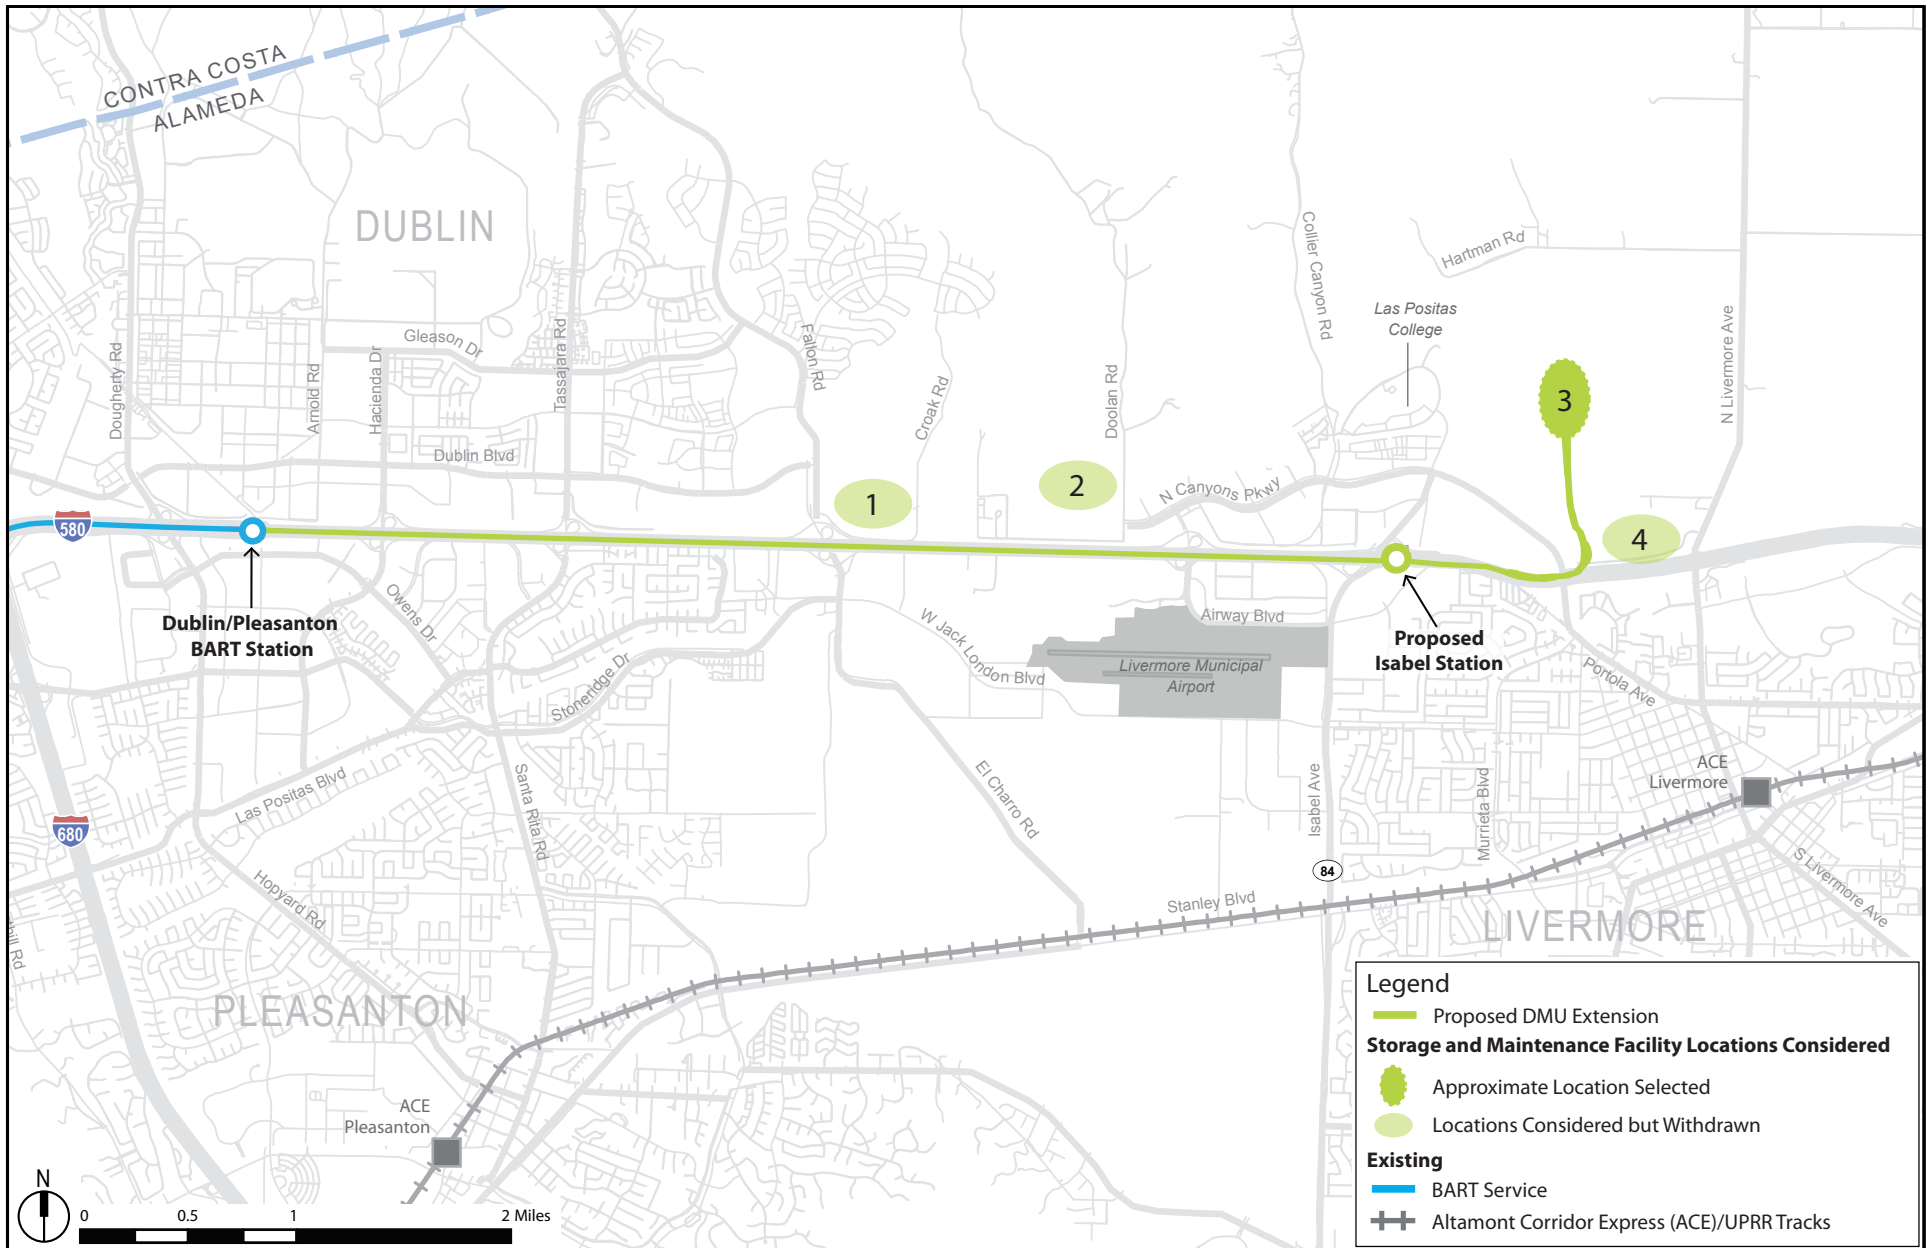 CONTRA COSTA
ALAMEDA
DUBLIN
Dougherty Rd
Arnold Rd
Hacienda Dr
Gleason Dr
Tassajara Rd
Dublin Blvd
Fallon Rd
Croak Rd
Doolan Rd
Collier Canyon Rd
Hartman Rd
Las Positas
College
N Livermore Ave
N Canyons Pkwy
1
2
3
4
580
Dublin/Pleasanton
BART Station
Owens Dr
Stoneridge Dr
W Jack London Blvd
Airway Blvd
Livermore Municipal
Airport
Proposed
Isabel Station
Portola Ave
680
Las Positas Blvd
Santa Rita Rd
El Charro Rd
Isabel Ave
Murrieta Blvd
ACE
Livermore
84
Hopyard Rd
Stanley Blvd
S Livermore Ave
LIVERMORE
PLEASANTON
ACE
Pleasanton
N
0 0.5 1 2 Miles
Legend
Proposed DMU Extension
Storage and Maintenance Facility Locations Considered
Approximate Location Selected
Locations Considered but Withdrawn
Existing
BART Service
Altamont Corridor Express (ACE)/UPRR Tracks